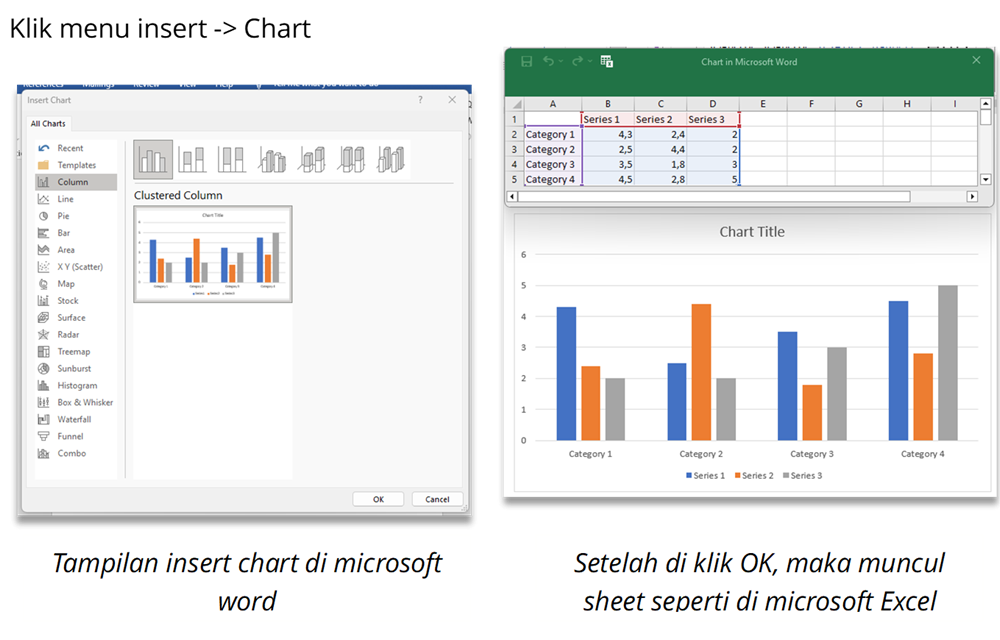 Klik menu insert -> Chart
References Mailings Review View Help Tell me what you want to do
Insert Chart ? ×
All Charts
Recent
Templates
Column
Line
Pie
Bar
Area
X Y (Scatter)
Map
Stock
Surface
Radar
Treemap
Sunburst
Histogram
Box & Whisker
Waterfall
Funnel
Combo
Clustered Column
Chart Title
OK Cancel
Chart in Microsoft Word
A B C D E F G H I
1 Series 1 Series 2 Series 3
2 Category 1 4,3 2,4 2
3 Category 2 2,5 4,4 2
4 Category 3 3,5 1,8 3
5 Category 4 4,5 2,8 5
Chart Title
6
5
4
3
2
1
0
Category 1 Category 2 Category 3 Category 4
Series 1 Series 2 Series 3
Tampilan insert chart di microsoft
word
Setelah di klik OK, maka muncul
sheet seperti di microsoft Excel